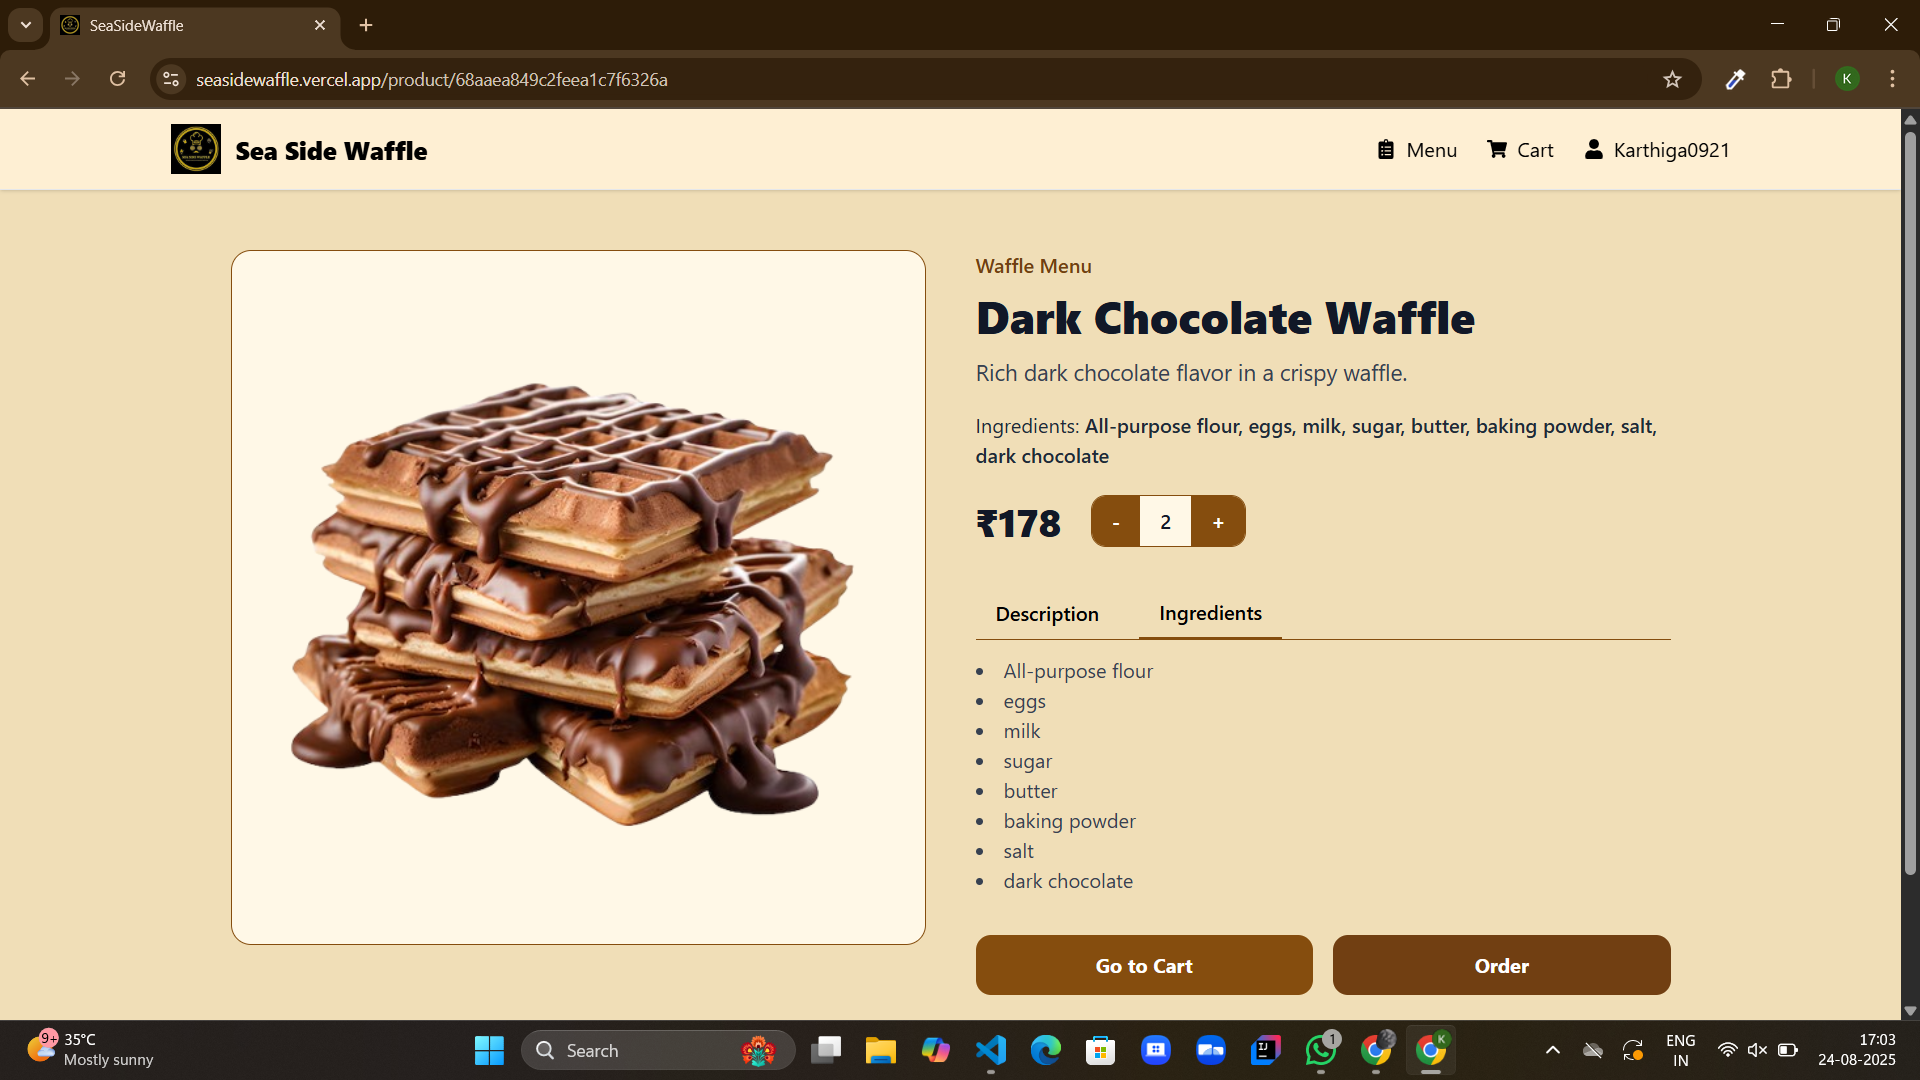 SeaSideWaffle
seasidewaffle.vercel.app/product/68aaea849c2feea1c7f6326a
K
Sea Side Waffle
Menu
Cart
Karthiga0921
Waffle Menu
Dark Chocolate Waffle
Rich dark chocolate flavor in a crispy waffle.
Ingredients: All-purpose flour, eggs, milk, sugar, butter, baking powder, salt,
dark chocolate
₹178
-
2
+
Description
Ingredients
All-purpose flour
eggs
milk
sugar
butter
baking powder
salt
dark chocolate
Go to Cart
Order
9+
35°C
Mostly sunny
Search
1
K
ENG
IN
17:03
24-08-2025